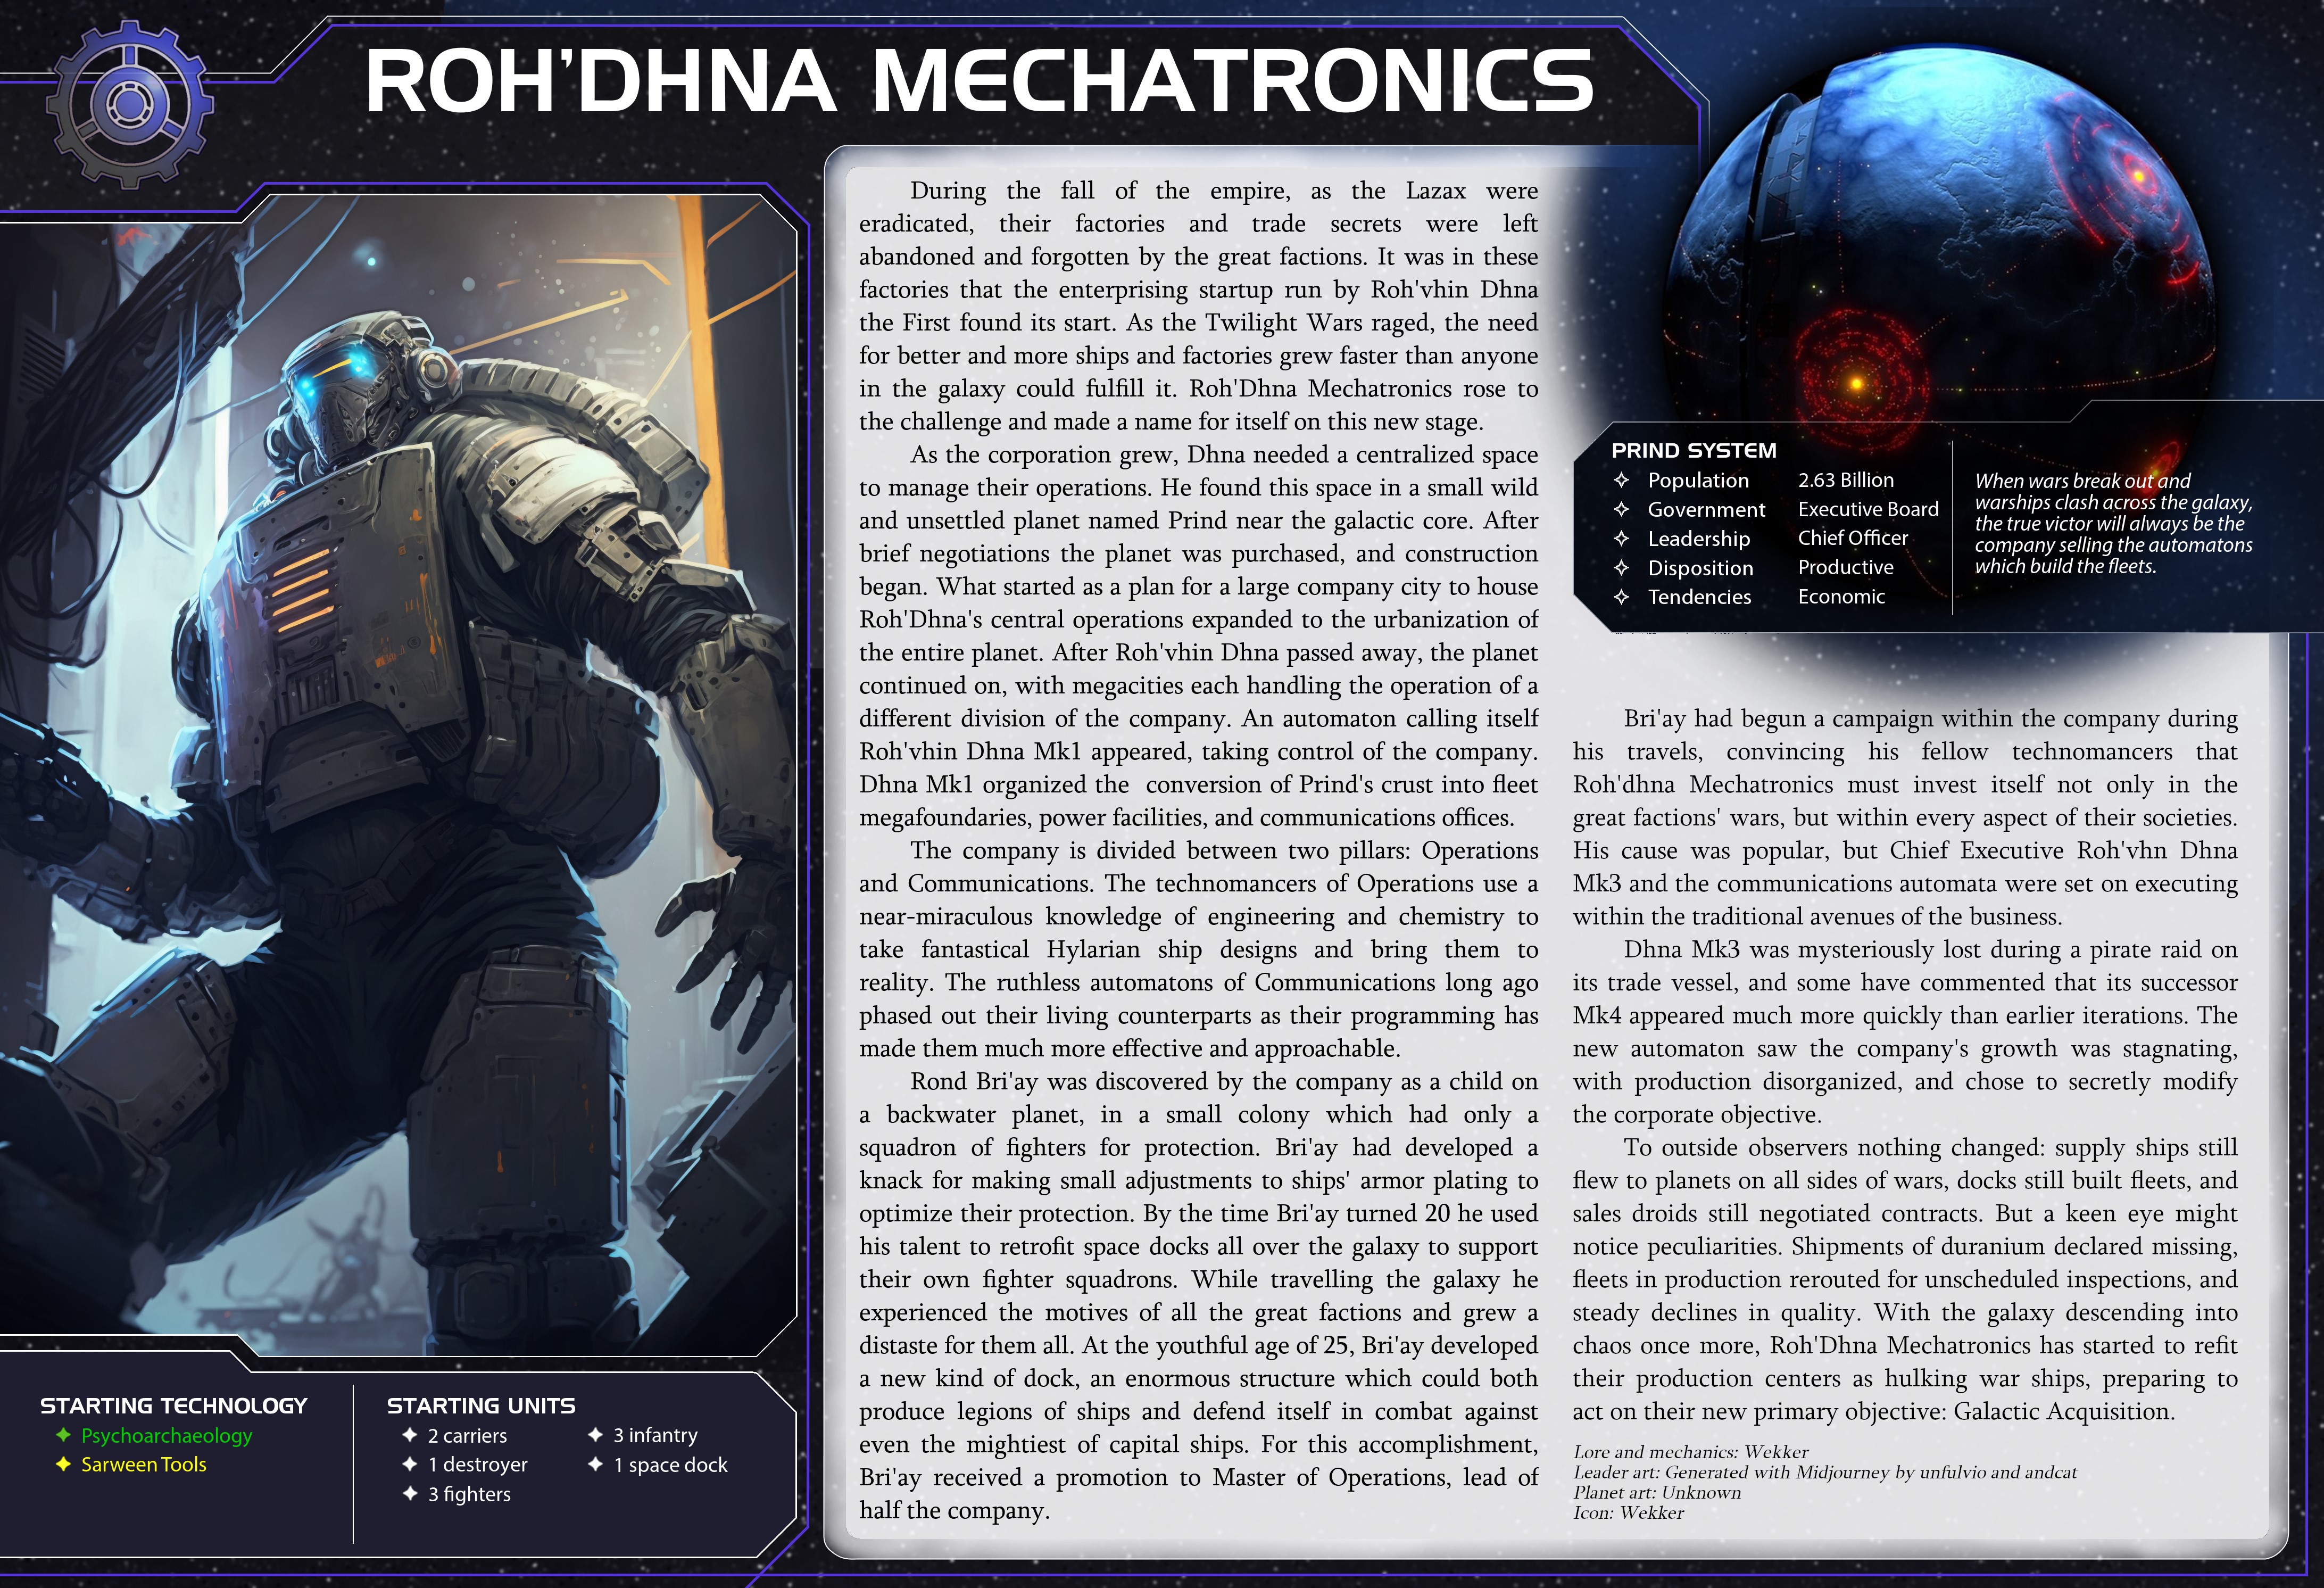 ROH'DHNA MECHATRONICS
During the fall of the empire, as the Lazax were
eradicated, their factories and trade secrets were left
abandoned and forgotten by the great factions. It was in these
factories that the enterprising startup run by Roh'vhin Dhna
the First found its start. As the Twilight Wars raged, the need
for better and more ships and factories grew faster than anyone
in the galaxy could fulfill it. Roh'Dhna Mechatronics rose to
the challenge and made a name for itself on this new stage.
As the corporation grew, Dhna needed a centralized space
to manage their operations. He found this space in a small wild
and unsettled planet named Prind near the galactic core. After
brief negotiations the planet was purchased, and construction
began. What started as a plan for a large company city to house
Roh'Dhna's central operations expanded to the urbanization of
the entire planet. After Roh'vhin Dhna passed away, the planet
continued on, with megacities each handling the operation of a
different division of the company. An automaton calling itself
Roh'vhin Dhna Mk1 appeared, taking control of the company.
Dhna Mk1 organized the conversion of Prind's crust into fleet
megafoundaries, power facilities, and communications offices.
The company is divided between two pillars: Operations
and Communications. The technomancers of Operations use a
near-miraculous knowledge of engineering and chemistry to
take fantastical Hylarian ship designs and bring them to
reality. The ruthless automatons of Communications long ago
phased out their living counterparts as their programming has
made them much more effective and approachable.
Rond Bri'ay was discovered by the company as a child on
a backwater planet, in a small colony which had only a
squadron of fighters for protection. Bri'ay had developed a
knack for making small adjustments to ships' armor plating to
optimize their protection. By the time Bri'ay turned 20 he used
his talent to retrofit space docks all over the galaxy to support
their own fighter squadrons. While travelling the galaxy he
experienced the motives of all the great factions and grew a
distaste for them all. At the youthful age of 25, Bri'ay developed
a new kind of dock, an enormous structure which could both
produce legions of ships and defend itself in combat against
even the mightiest of capital ships. For this accomplishment,
Bri'ay received a promotion to Master of Operations, lead of
half the company.
PRIND SYSTEM
Population 2.63 Billion
Government Executive Board
Leadership Chief Officer
Disposition Productive
Tendencies Economic
When wars break out and
warships clash across the galaxy,
the true victor will always be the
company selling the automatons
which build the fleets.
Bri'ay had begun a campaign within the company during
his travels, convincing his fellow technomancers that
Roh'dhna Mechatronics must invest itself not only in the
great factions' wars, but within every aspect of their societies.
His cause was popular, but Chief Executive Roh'vhn Dhna
Mk3 and the communications automata were set on executing
within the traditional avenues of the business.
Dhna Mk3 was mysteriously lost during a pirate raid on
its trade vessel, and some have commented that its successor
Mk4 appeared much more quickly than earlier iterations. The
new automaton saw the company's growth was stagnating,
with production disorganized, and chose to secretly modify
the corporate objective.
To outside observers nothing changed: supply ships still
flew to planets on all sides of wars, docks still built fleets, and
sales droids still negotiated contracts. But a keen eye might
notice peculiarities. Shipments of duranium declared missing,
fleets in production rerouted for unscheduled inspections, and
steady declines in quality. With the galaxy descending into
chaos once more, Roh'Dhna Mechatronics has started to refit
their production centers as hulking war ships, preparing to
act on their new primary objective: Galactic Acquisition.
Lore and mechanics: Wekker
Leader art: Generated with Midjourney by unfulvio and andcat
Planet art: Unknown
Icon: Wekker
STARTING TECHNOLOGY
Psychoarchaeology
Sarween Tools
STARTING UNITS
2 carriers
1 destroyer
3 fighters
3 infantry
1 space dock